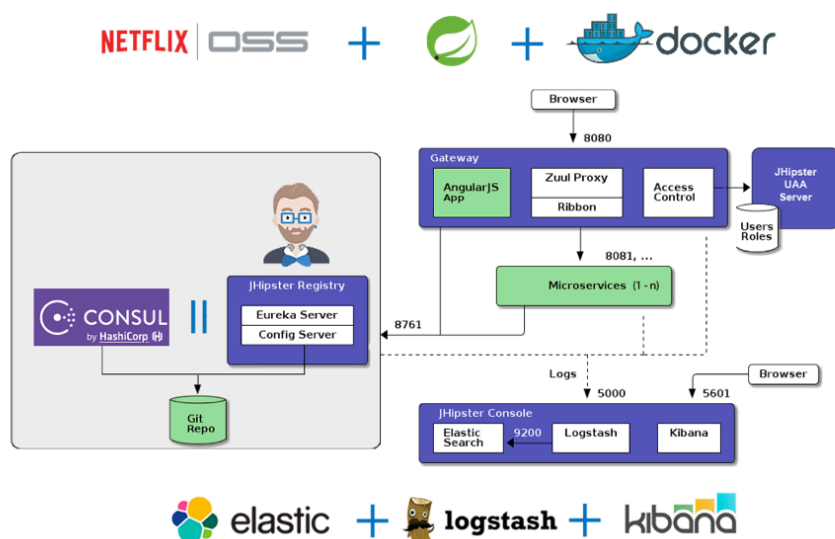 NETFLIX OSS + + docker
Browser
8080
Gateway
AngularJS
App
Zuul Proxy
Ribbon
Access
Control
JHipster
UAA
Server
Users
Roles
8081, ...
Microservices (1 - n)
CONSUL
by HashiCorp
JHipster Registry
Eureka Server
Config Server
8761
Git
Repo
Logs
5000
5601
Browser
JHipster Console
Elastic
Search
9200
Logstash
Kibana
elastic + logstash + kibana